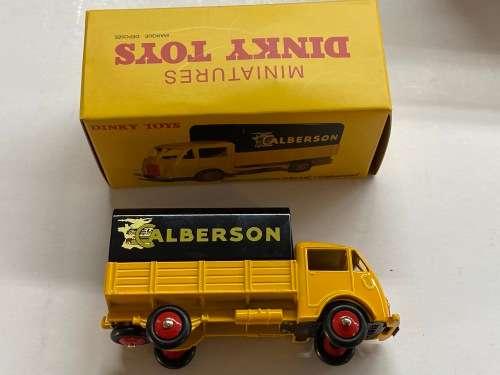 MINIATURES
DINKY TOYS
MARQUE DÉPOSÉE
DINKY TOYS
CALBERSON
CALBERSON